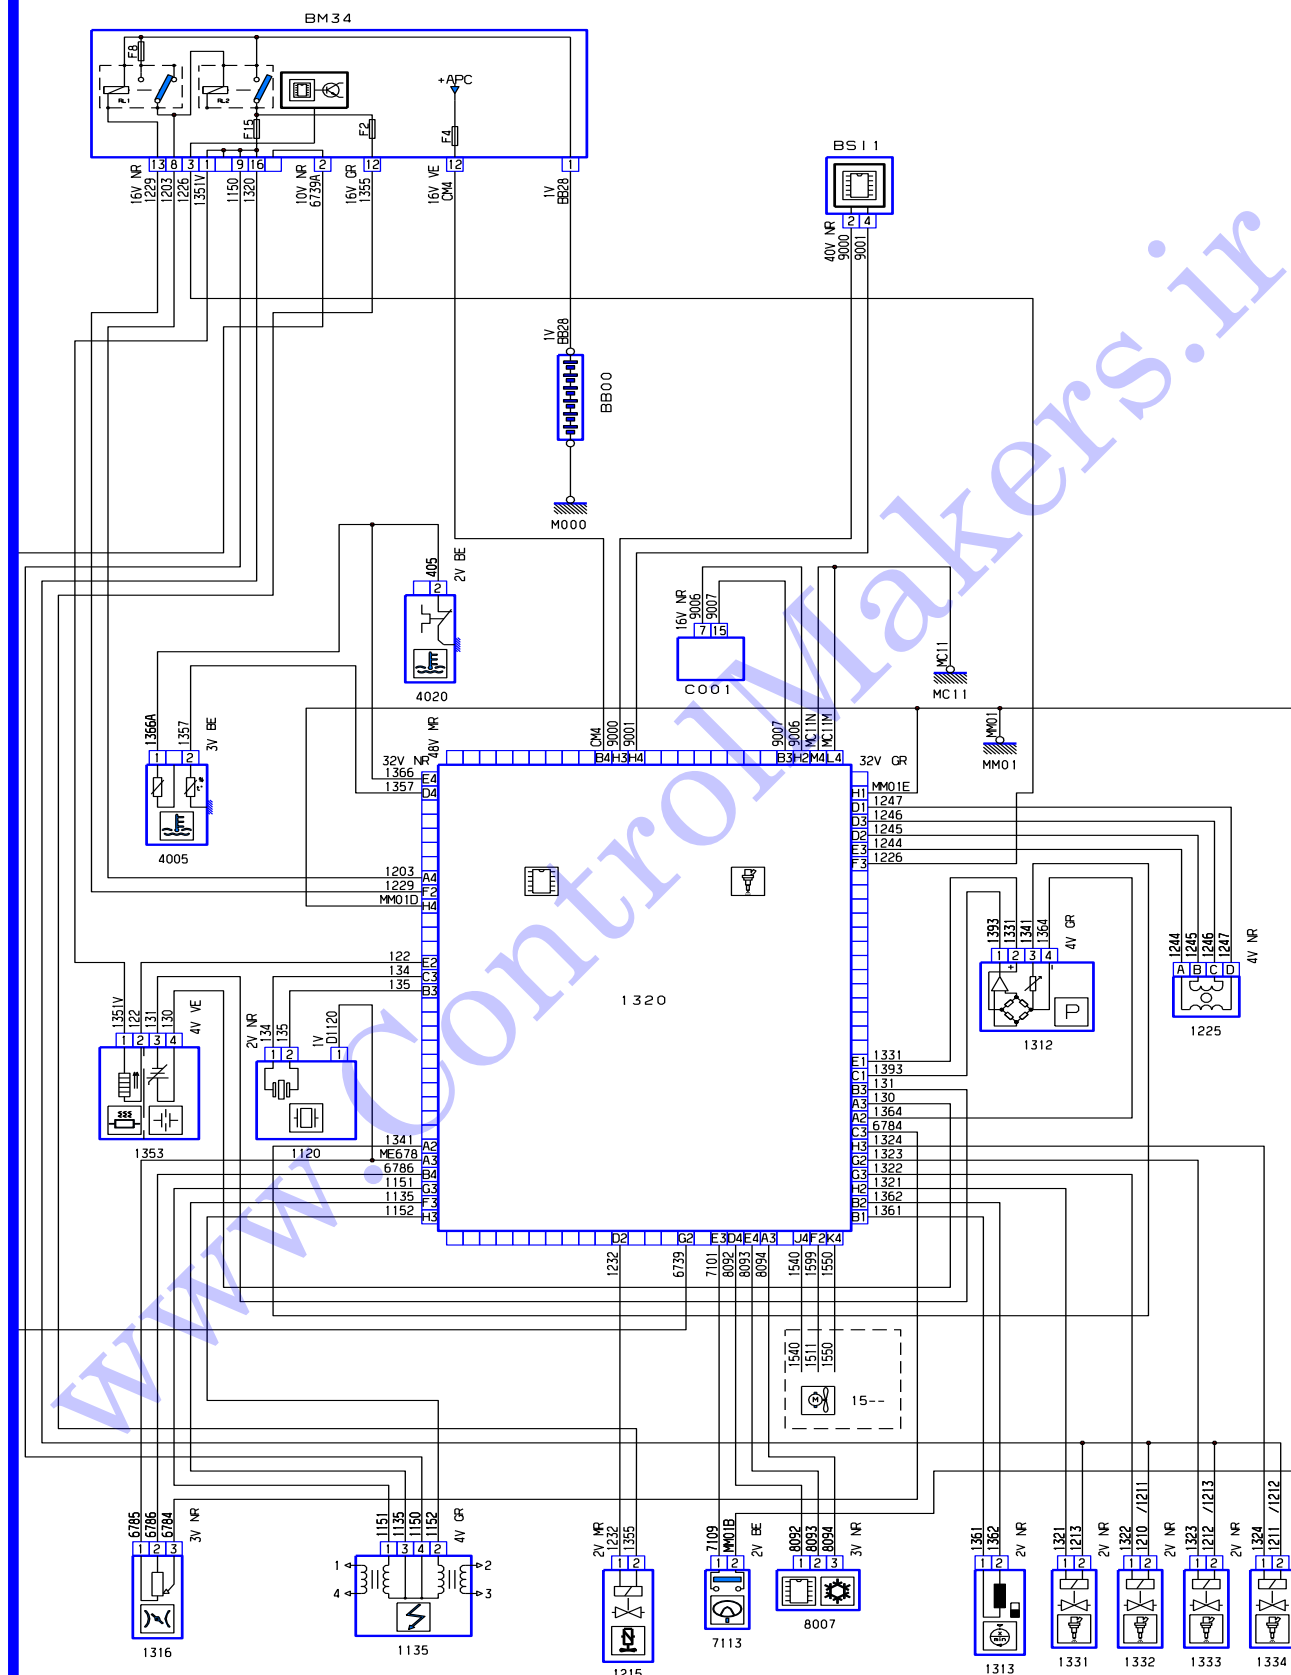 BM34
F8
+APC
RL1
RL2
F15
F2
F4
13 8 3 1 9 16 2 12 12 1
16V NR
1229
1203
1226
1351V
1150
1320
10V NR
6739A
16V GR
1355
16V VE
CM4
1V
BB28
BSI1
2 4
40V NR
9000
9001
1V
BB28
BB00
M000
405
2V BE
2
4020
16V NR
9006
9007
7 15
C001
MC11
MC11
MM01
MM01
1366A
1357
3V BE
1 2
4005
48V MR
CM4
9000
9001
9007
9006
MC11N
MC11M
B4 H3 H4 B3 H2 M4 L4
32V NR
1366 E4
1357 D4
1203 A4
1229 F2
MM01D H4
122 E2
134 C3
135 B3
1341 A2
ME678 A3
6786 B4
1151 G3
1135 F3
1152 H3
1320
32V GR
H1 MM01E
D1 1247
D3 1246
D2 1245
E3 1244
F3 1226
E1 1331
C1 1393
B3 131
A3 130
A2 1364
C3 6784
H3 1324
G2 1323
G3 1322
H2 1321
B2 1362
B1 1361
1393
1331
1341
1364
4V GR
1 2 3 4
+ -
P
1312
1244
1245
1246
1247
4V NR
A B C D
1225
1351V
122
131
130
4V VE
1 2 3 4
1353
2V NR
134
135
1V
D1120
1 2 1
1120
D2 G2 E3 D4 E4 A3 J4 F2 K4
1232
6739
7101
8092
8093
8094
1540
1599
1550
1540
1511
1550
M
15--
6785
6786
6784
3V NR
1 2 3
1316
1151
1135
1150
1152
4V GR
1 3 4 2
1 4 2 3
1135
2V MR
1232
1355
1 2
1215
7109
MM01B
2V BE
1 2
7113
8092
8093
8094
3V NR
1 2 3
8007
1361
1362
2V NR
1 2
1313
1321
1213
2V NR
1 2
1331
1322
1210 /1211
2V NR
1 2
1332
1323
1212 /1213
2V NR
1 2
1333
1324
1211 /1212
1 2
1334
www.ControlMakers.ir